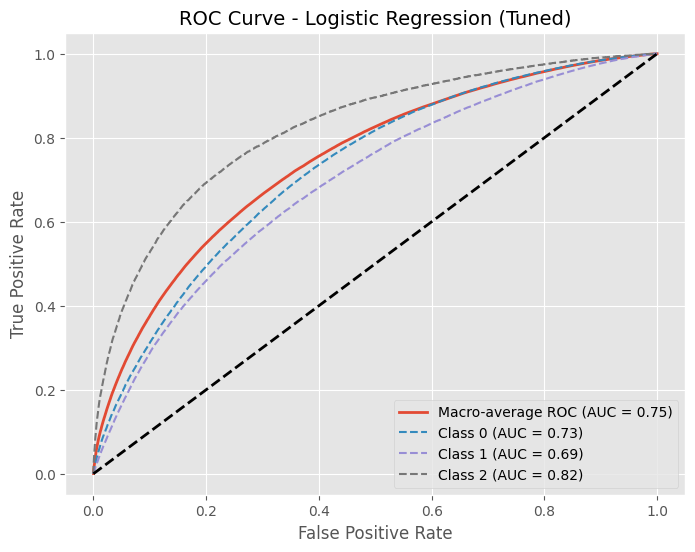 ROC Curve - Logistic Regression (Tuned)
True Positive Rate
1.0
0.8
0.6
0.4
0.2
0.0
Macro-average ROC (AUC = 0.75)
Class 0 (AUC = 0.73)
Class 1 (AUC = 0.69)
Class 2 (AUC = 0.82)
0.0 0.2 0.4 0.6 0.8 1.0
False Positive Rate